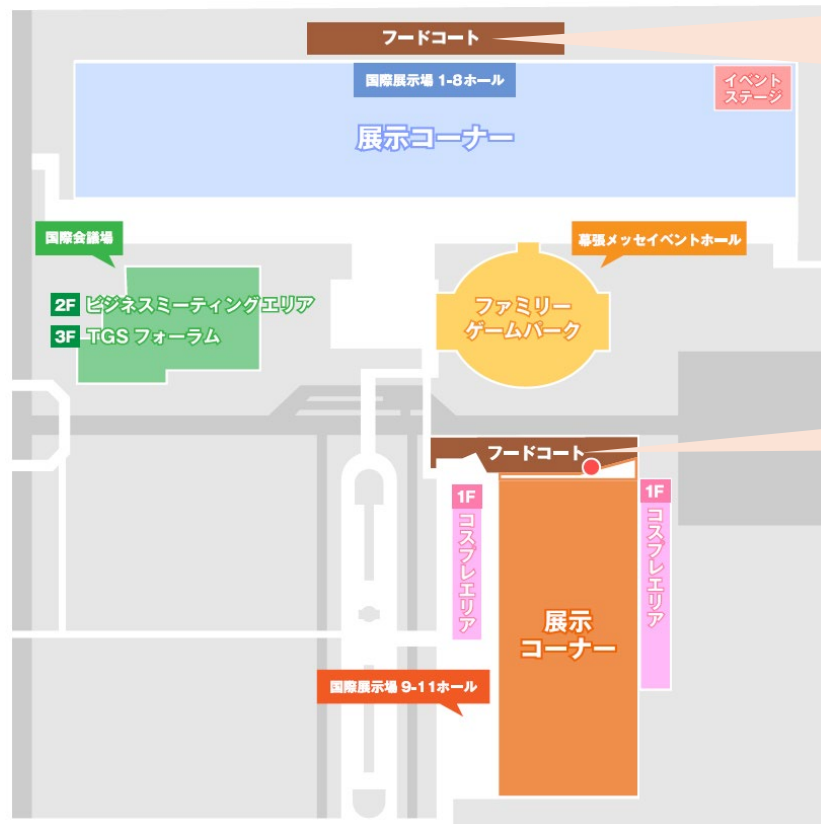 フードコート
国際展示場 1-8ホール
イベント
ステージ
展示コーナー
国際会議場
幕張メッセイベントホール
2F ビジネスミーティングエリア
3F TGS フォーラム
ファミリー
ゲームパーク
フードコート
1F
コスプレエリア
1F
コスプレエリア
展示
コーナー
国際展示場 9-11ホール